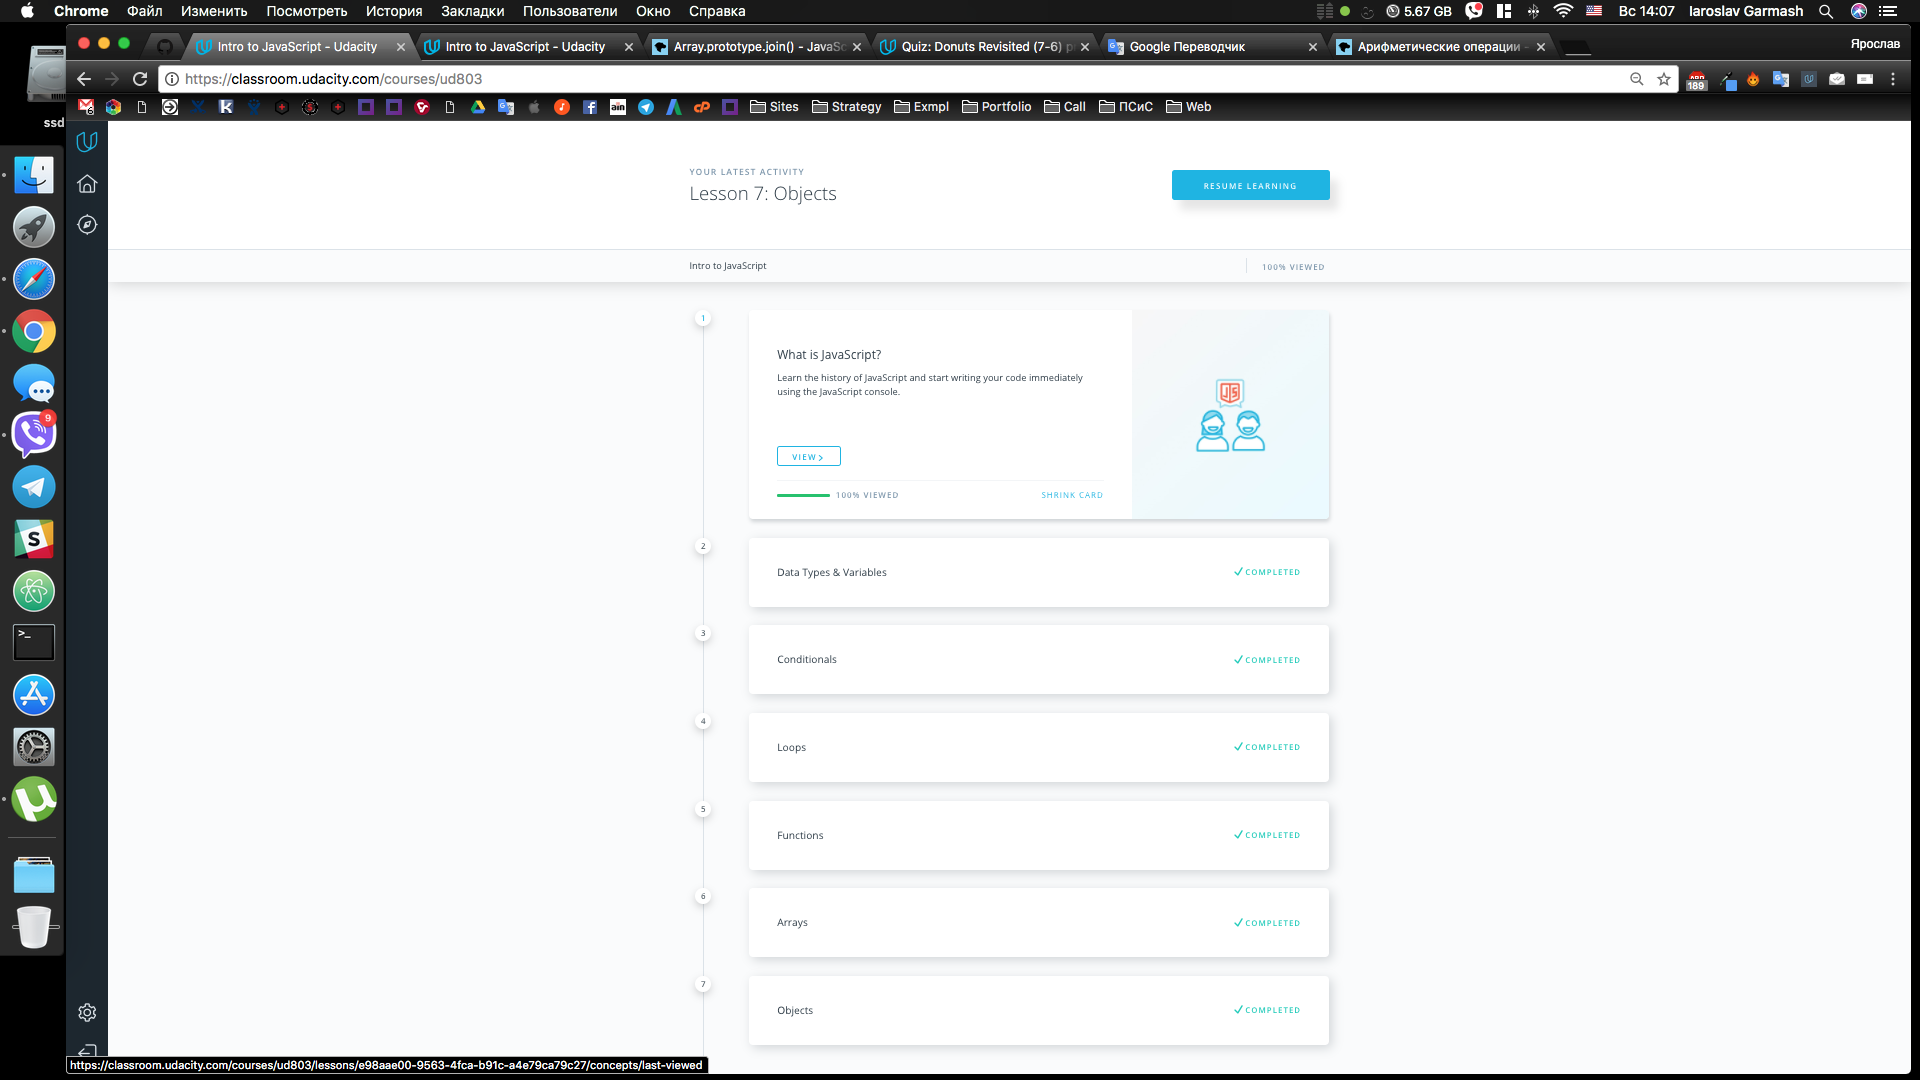 Chrome Файл Изменить Посмотреть История Закладки Пользователи Окно Справка 5.67 GB Вс 14:07 Iaroslav Garmash
Intro to JavaScript - Udacity Intro to JavaScript - Udacity Array.prototype.join() - JavaSc Quiz: Donuts Revisited (7-6) p Google Переводчик Арифметические операции - Ярослав
https://classroom.udacity.com/courses/ud803
189
6 ain cP Sites Strategy Exmpl Portfolio Call ПСиС Web
ssd
9
S
>_
YOUR LATEST ACTIVITY
Lesson 7: Objects
RESUME LEARNING
Intro to JavaScript
100% VIEWED
1
What is JavaScript?
Learn the history of JavaScript and start writing your code immediately
using the JavaScript console.
JS
VIEW >
100% VIEWED
SHRINK CARD
2
Data Types & Variables
COMPLETED
3
Conditionals
COMPLETED
4
Loops
COMPLETED
5
Functions
COMPLETED
6
Arrays
COMPLETED
7
Objects
COMPLETED
https://classroom.udacity.com/courses/ud803/lessons/e98aae00-9563-4fca-b91c-a4e79ca79c27/concepts/last-viewed